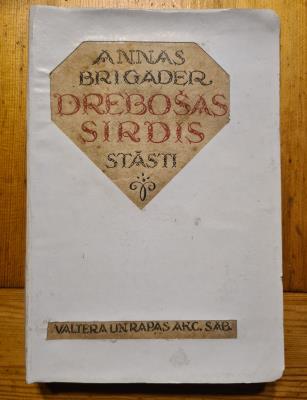 ANNAS
BRIGADER
DREBOŠAS
SIRDIS
STĀSTI
VALTERA UN RAPAS AKC. SAB.